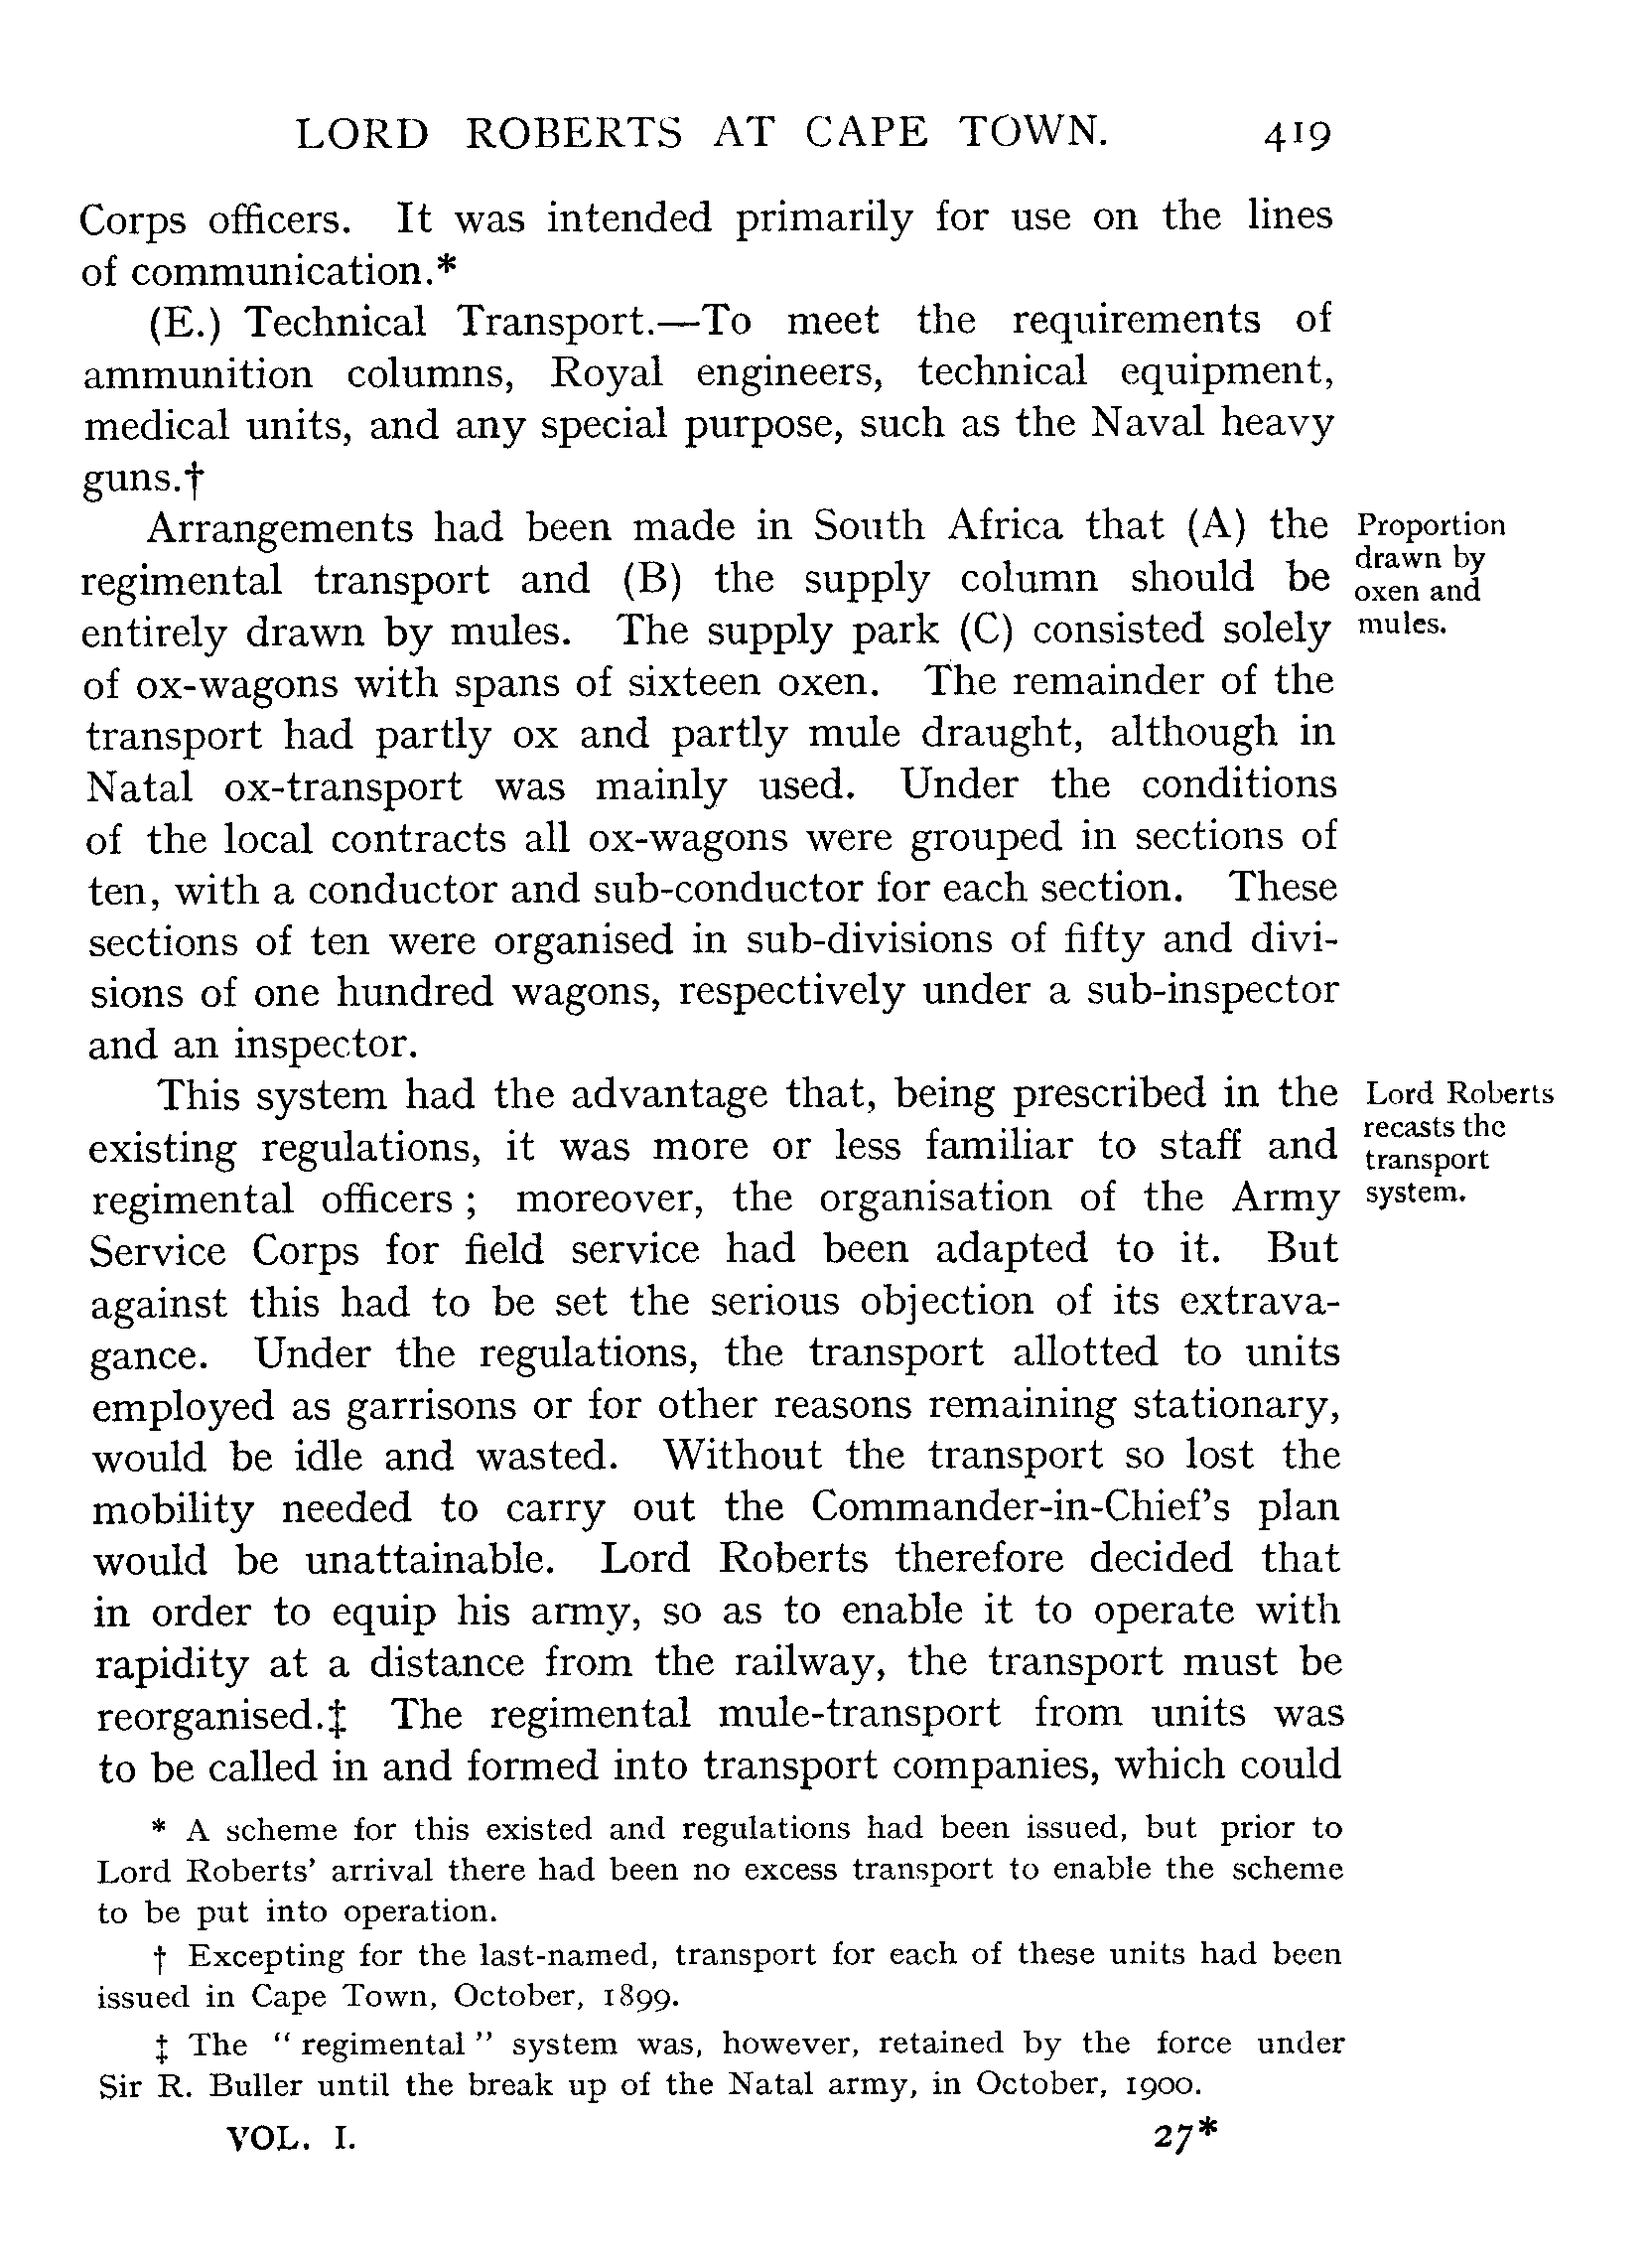 LORD ROBERTS AT CAPE TOWN. 419
Corps officers. It was intended primarily for use on the lines
of communication.*
(E.) Technical Transport.—To meet the requirements of
ammunition columns, Royal engineers, technical equipment,
medical units, and any special purpose, such as the Naval heavy
guns.†
Arrangements had been made in South Africa that (A) the
regimental transport and (B) the supply column should be
entirely drawn by mules. The supply park (C) consisted solely
of ox-wagons with spans of sixteen oxen. The remainder of the
transport had partly ox and partly mule draught, although in
Natal ox-transport was mainly used. Under the conditions
of the local contracts all ox-wagons were grouped in sections of
ten, with a conductor and sub-conductor for each section. These
sections of ten were organised in sub-divisions of fifty and divi-
sions of one hundred wagons, respectively under a sub-inspector
and an inspector.
Proportion
drawn by
oxen and
mules.
This system had the advantage that, being prescribed in the
existing regulations, it was more or less familiar to staff and
regimental officers ; moreover, the organisation of the Army
Service Corps for field service had been adapted to it. But
against this had to be set the serious objection of its extrava-
gance. Under the regulations, the transport allotted to units
employed as garrisons or for other reasons remaining stationary,
would be idle and wasted. Without the transport so lost the
mobility needed to carry out the Commander-in-Chief's plan
would be unattainable. Lord Roberts therefore decided that
in order to equip his army, so as to enable it to operate with
rapidity at a distance from the railway, the transport must be
reorganised.‡ The regimental mule-transport from units was
to be called in and formed into transport companies, which could
Lord Roberts
recasts the
transport
system.
* A scheme for this existed and regulations had been issued, but prior to
Lord Roberts' arrival there had been no excess transport to enable the scheme
to be put into operation.
† Excepting for the last-named, transport for each of these units had been
issued in Cape Town, October, 1899.
‡ The " regimental " system was, however, retained by the force under
Sir R. Buller until the break up of the Natal army, in October, 1900.
VOL. I. 27*